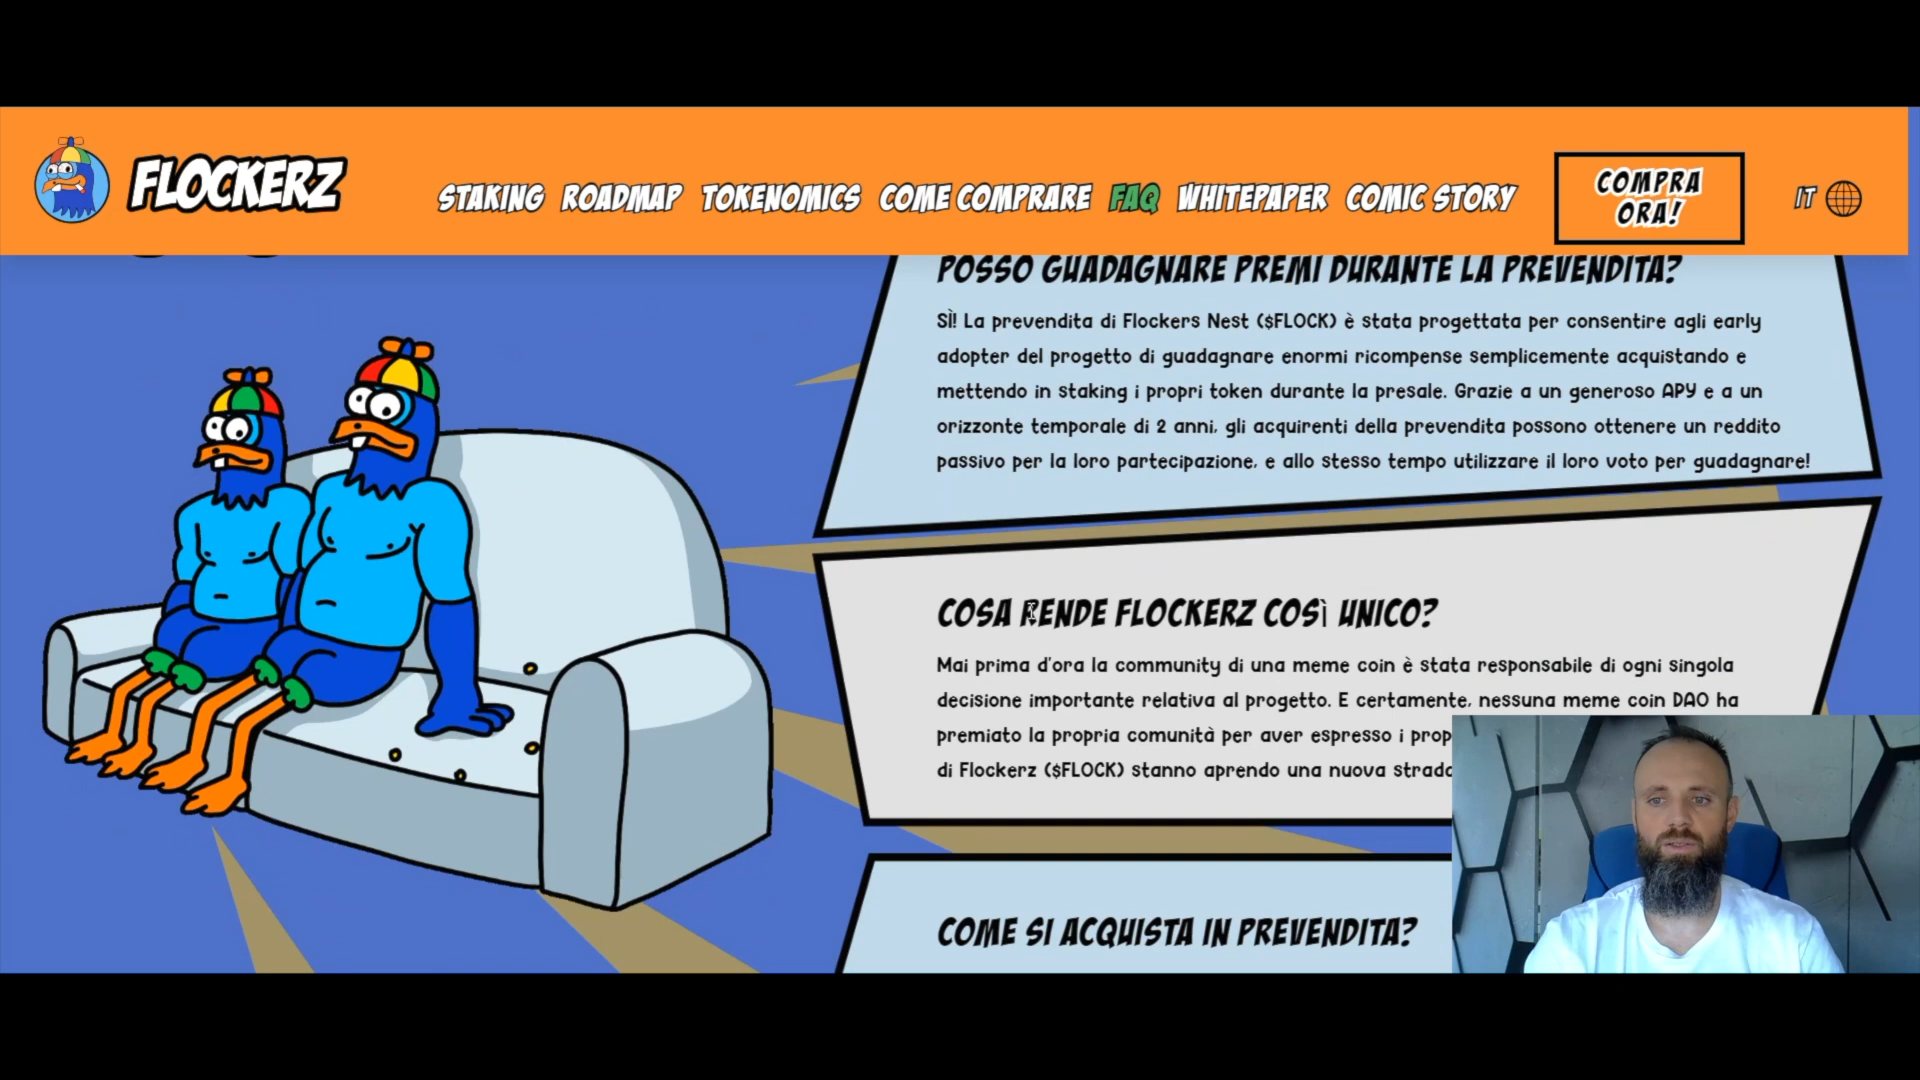 FLOCKERZ
STAKING ROADMAP TOKENOMICS COME COMPRARE FAQ WHITEPAPER COMIC STORY
COMPRA
ORA!
IT
POSSO GUADAGNARE PREMI DURANTE LA PREVENDITA?
SÌ! La prevendita di Flockers Nest ($FLOCK) è stata progettata per consentire agli early
adopter del progetto di guadagnare enormi ricompense semplicemente acquistando e
mettendo in staking i propri token durante la presale. Grazie a un generoso APY e a un
orizzonte temporale di 2 anni, gli acquirenti della prevendita possono ottenere un reddito
passivo per la loro partecipazione, e allo stesso tempo utilizzare il loro voto per guadagnare!
COSA RENDE FLOCKERZ COSÌ UNICO?
Mai prima d'ora la community di una meme coin è stata responsabile di ogni singola
decisione importante relativa al progetto. E certamente, nessuna meme coin DAO ha
premiato la propria comunità per aver espresso i
di Flockerz ($FLOCK) stanno aprendo una nuova
COME SI ACQUISTA IN PREVENDITA?